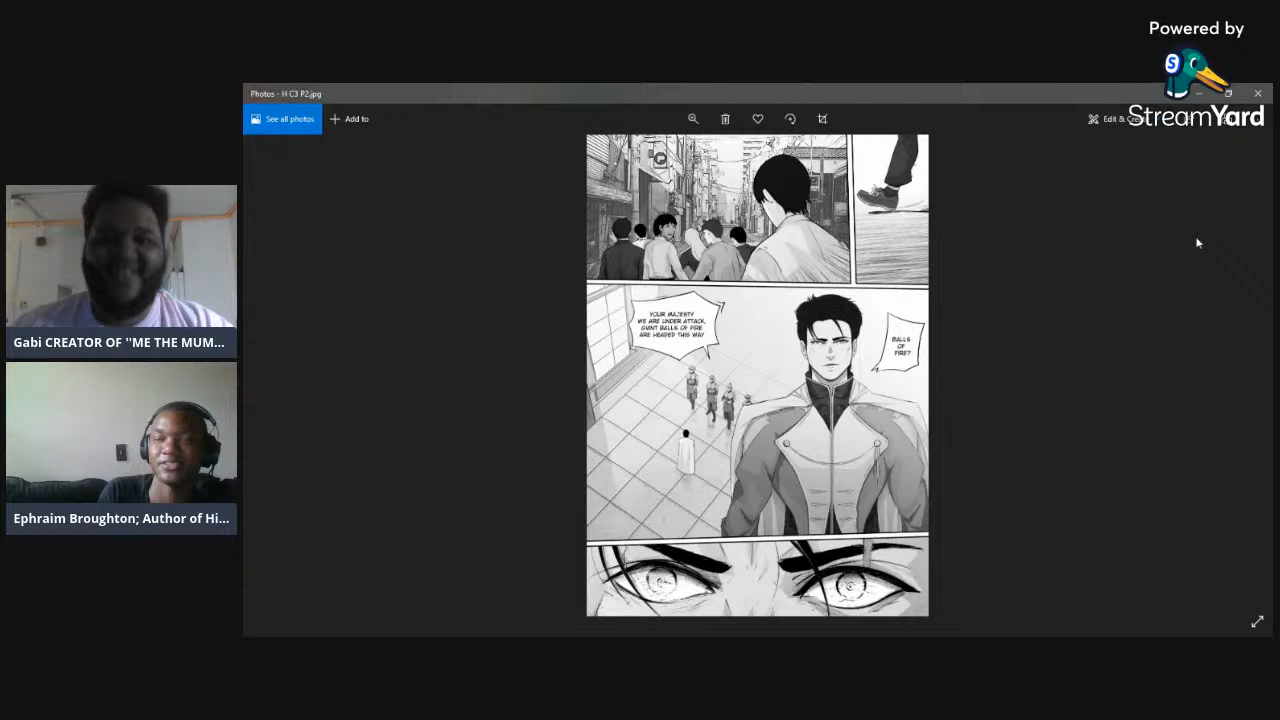 Powered by
S
StreamYard
Photos - H C3 P2.jpg
See all photos
Add to
Gabi CREATOR OF "ME THE MUM...
Ephraim Broughton; Author of Hi...
YOUR MAJESTY
WE ARE UNDER ATTACK,
GIANT BALLS OF FIRE
ARE HEADED THIS WAY
BALLS
OF
FIRE?